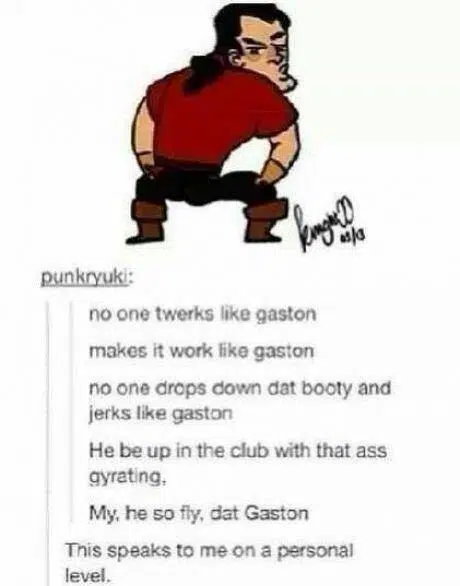 punkryuki:
no one twerks like gaston
makes it work like gaston
no one drops down dat booty and
jerks like gaston
He be up in the club with that ass
gyrating.
My, he so fly, dat Gaston
This speaks to me on a personal
level.